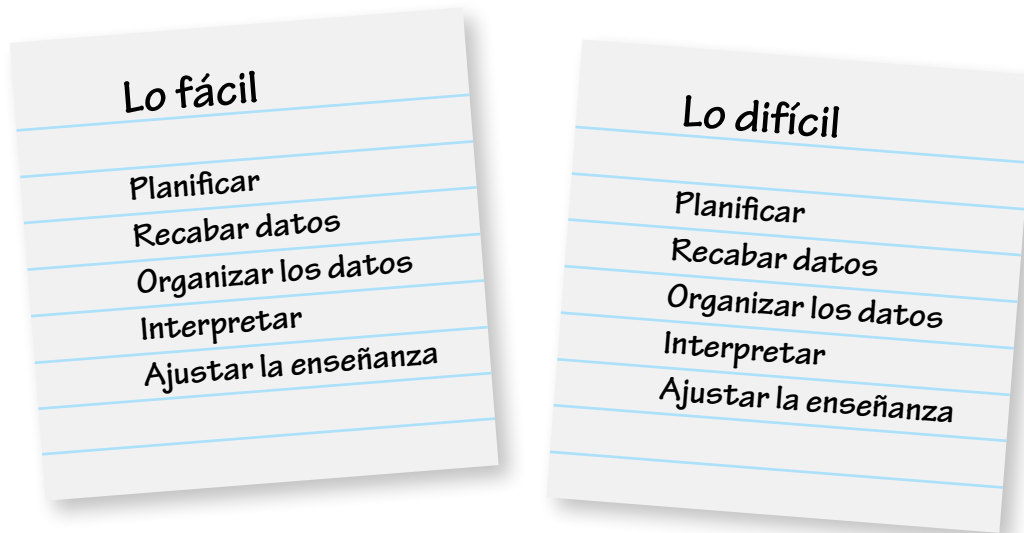 Lo fácil
Planificar
Recabar datos
Organizar los datos
Interpretar
Ajustar la enseñanza
Lo difícil
Planificar
Recabar datos
Organizar los datos
Interpretar
Ajustar la enseñanza